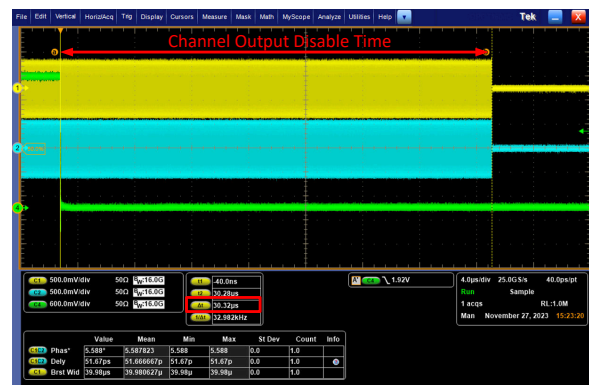 File Edit Vertical Horiz/Acq Trig Display Cursors Measure Mask Math MyScope Analyze Utilities Help Tek X
Channel Output Disable Time
a b
1
2
4
C1 500.0mV/div 50Ω BW:16.0G
C2 500.0mV/div 50Ω BW:16.0G
C4 500.0mV/div 50Ω BW:16.0G
t1 -40.0ns
t2 30.28μs
Δt 30.32μs
1/Δt 32.982kHz
A' C4 1.92V
4.0μs/div 25.0GS/s 40.0ps/pt
Run Sample
1 acqs RL:1.0M
Man November 27, 2023 15:23:20
Value Mean Min Max St Dev Count Info
C1C2 Phas* 5.588° 5.587823 5.588 5.588 0.0 1.0
C1C2 Dely 51.67ps 51.666667p 51.67p 51.67p 0.0 1.0
C1 Brst Wid 39.98μs 39.980627μ 39.98μ 39.98μ 0.0 1.0